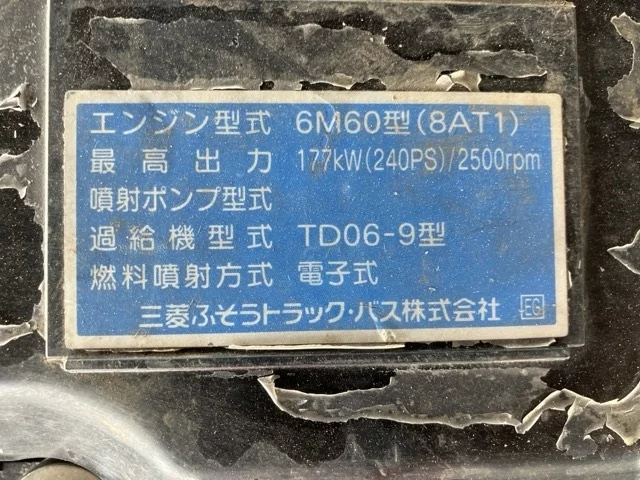 エンジン型式 6M60型(8AT1)
最高出力 177kW(240PS)/2500rpm
噴射ポンプ型式
過給機型式 TD06-9型
燃料噴射方式 電子式
三菱ふそうトラック・バス株式会社 EG